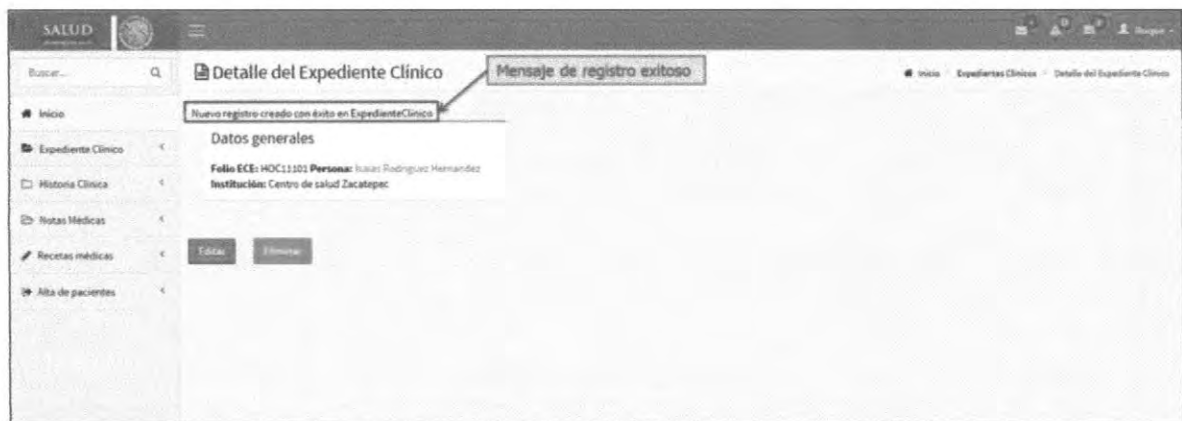 SALUD
Buscar...
Detalle del Expediente Clínico
Mensaje de registro exitoso
Inicio Expedientes Clínicos Detalle del Expediente Clínico
Inicio
Nuevo registro creado con éxito en ExpedienteClinico
Datos generales
Expediente Clínico
Folio ECE: HOC11101 Persona: Isaias Rodriguez Hernandez
Institución: Centro de salud Zacatepec
Historia Clínica
Notas Médicas
Editar Eliminar
Recetas médicas
Alta de pacientes